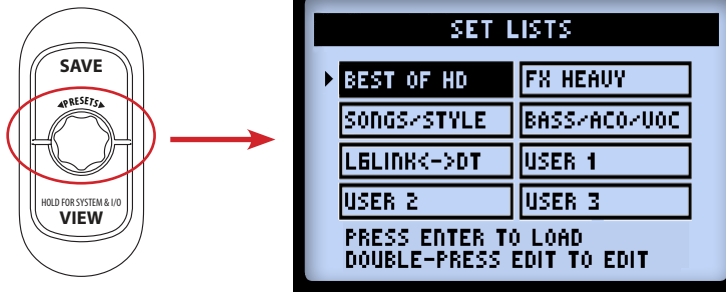 SAVE
◄PRESETS►
HOLD FOR SYSTEM & I/O
VIEW
SET LISTS
BEST OF HD
FX HEAVY
SONGS/STYLE
BASS/ACO/VOC
L6LINK<->DT
USER 1
USER 2
USER 3
PRESS ENTER TO LOAD
DOUBLE-PRESS EDIT TO EDIT